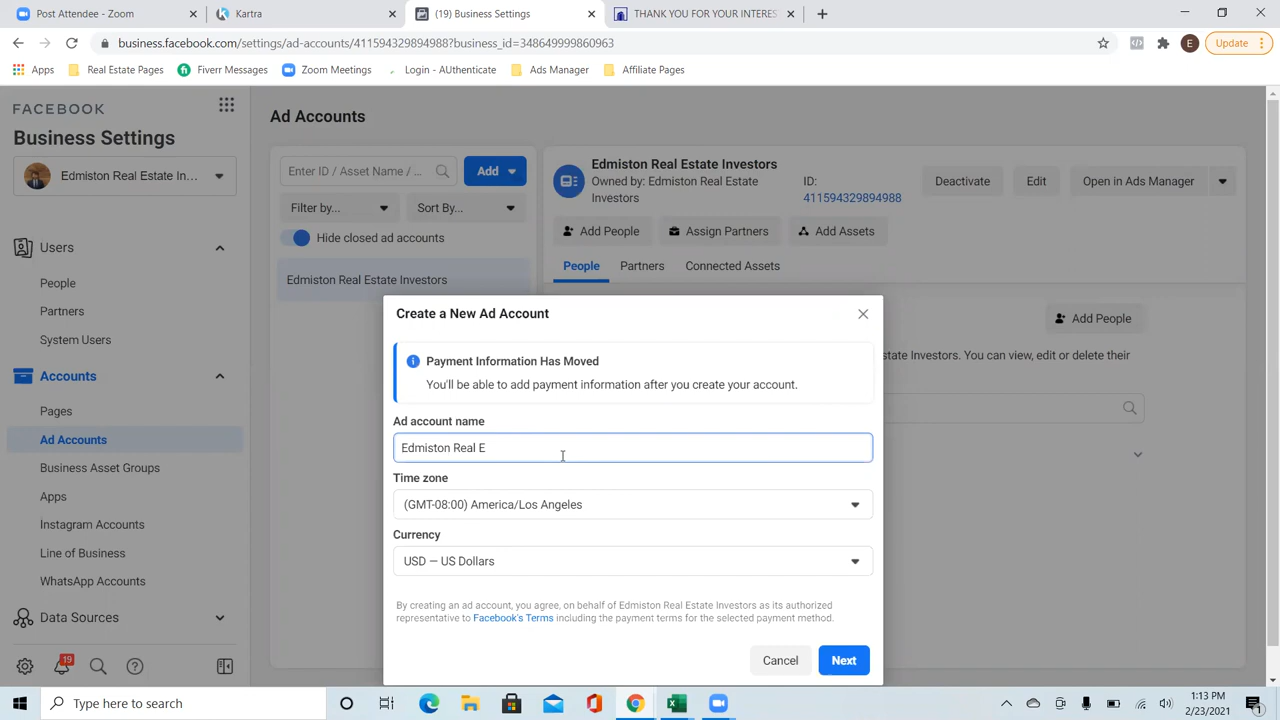 Post Attendee - Zoom
Kartra
(19) Business Settings
THANK YOU FOR YOUR INTERES
business.facebook.com/settings/ad-accounts/411594329894988?business_id=348649999860963
E
Update
Apps
Real Estate Pages
Fiverr Messages
Zoom Meetings
Login - AUthenticate
Ads Manager
Affiliate Pages
FACEBOOK
Business Settings
Edmiston Real Estate In...
Users
People
Partners
System Users
Accounts
Pages
Ad Accounts
Business Asset Groups
Apps
Instagram Accounts
Line of Business
WhatsApp Accounts
Data Sources
19
Ad Accounts
Enter ID / Asset Name / ...
Add
Filter by...
Sort By...
Hide closed ad accounts
Edmiston Real Estate Investors
Edmiston Real Estate Investors
Owned by: Edmiston Real Estate
Investors
ID:
411594329894988
Deactivate
Edit
Open in Ads Manager
Add People
Assign Partners
Add Assets
People
Partners
Connected Assets
Add People
state Investors. You can view, edit or delete their
Create a New Ad Account
Payment Information Has Moved
You'll be able to add payment information after you create your account.
Ad account name
Edmiston Real E
Time zone
(GMT-08:00) America/Los Angeles
Currency
USD — US Dollars
By creating an ad account, you agree, on behalf of Edmiston Real Estate Investors as its authorized
representative to Facebook's Terms including the payment terms for the selected payment method.
Cancel
Next
Type here to search
1:13 PM
2/23/2021
1